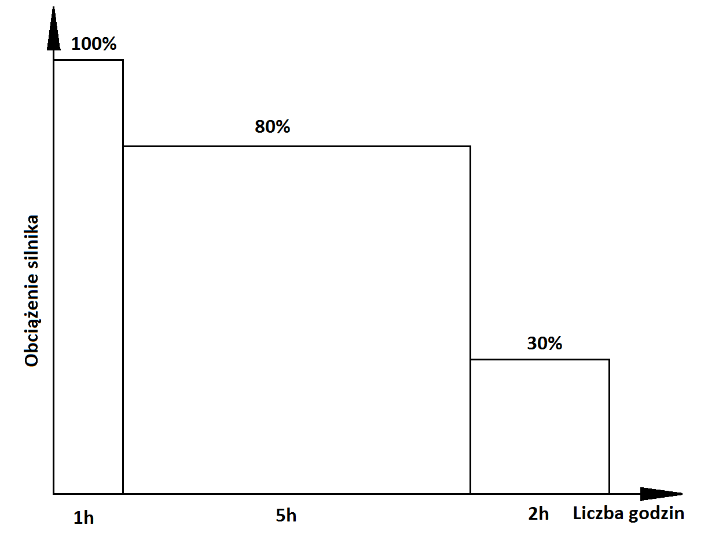 100%
80%
30%
Obciążenie silnika
1h
5h
2h
Liczba godzin